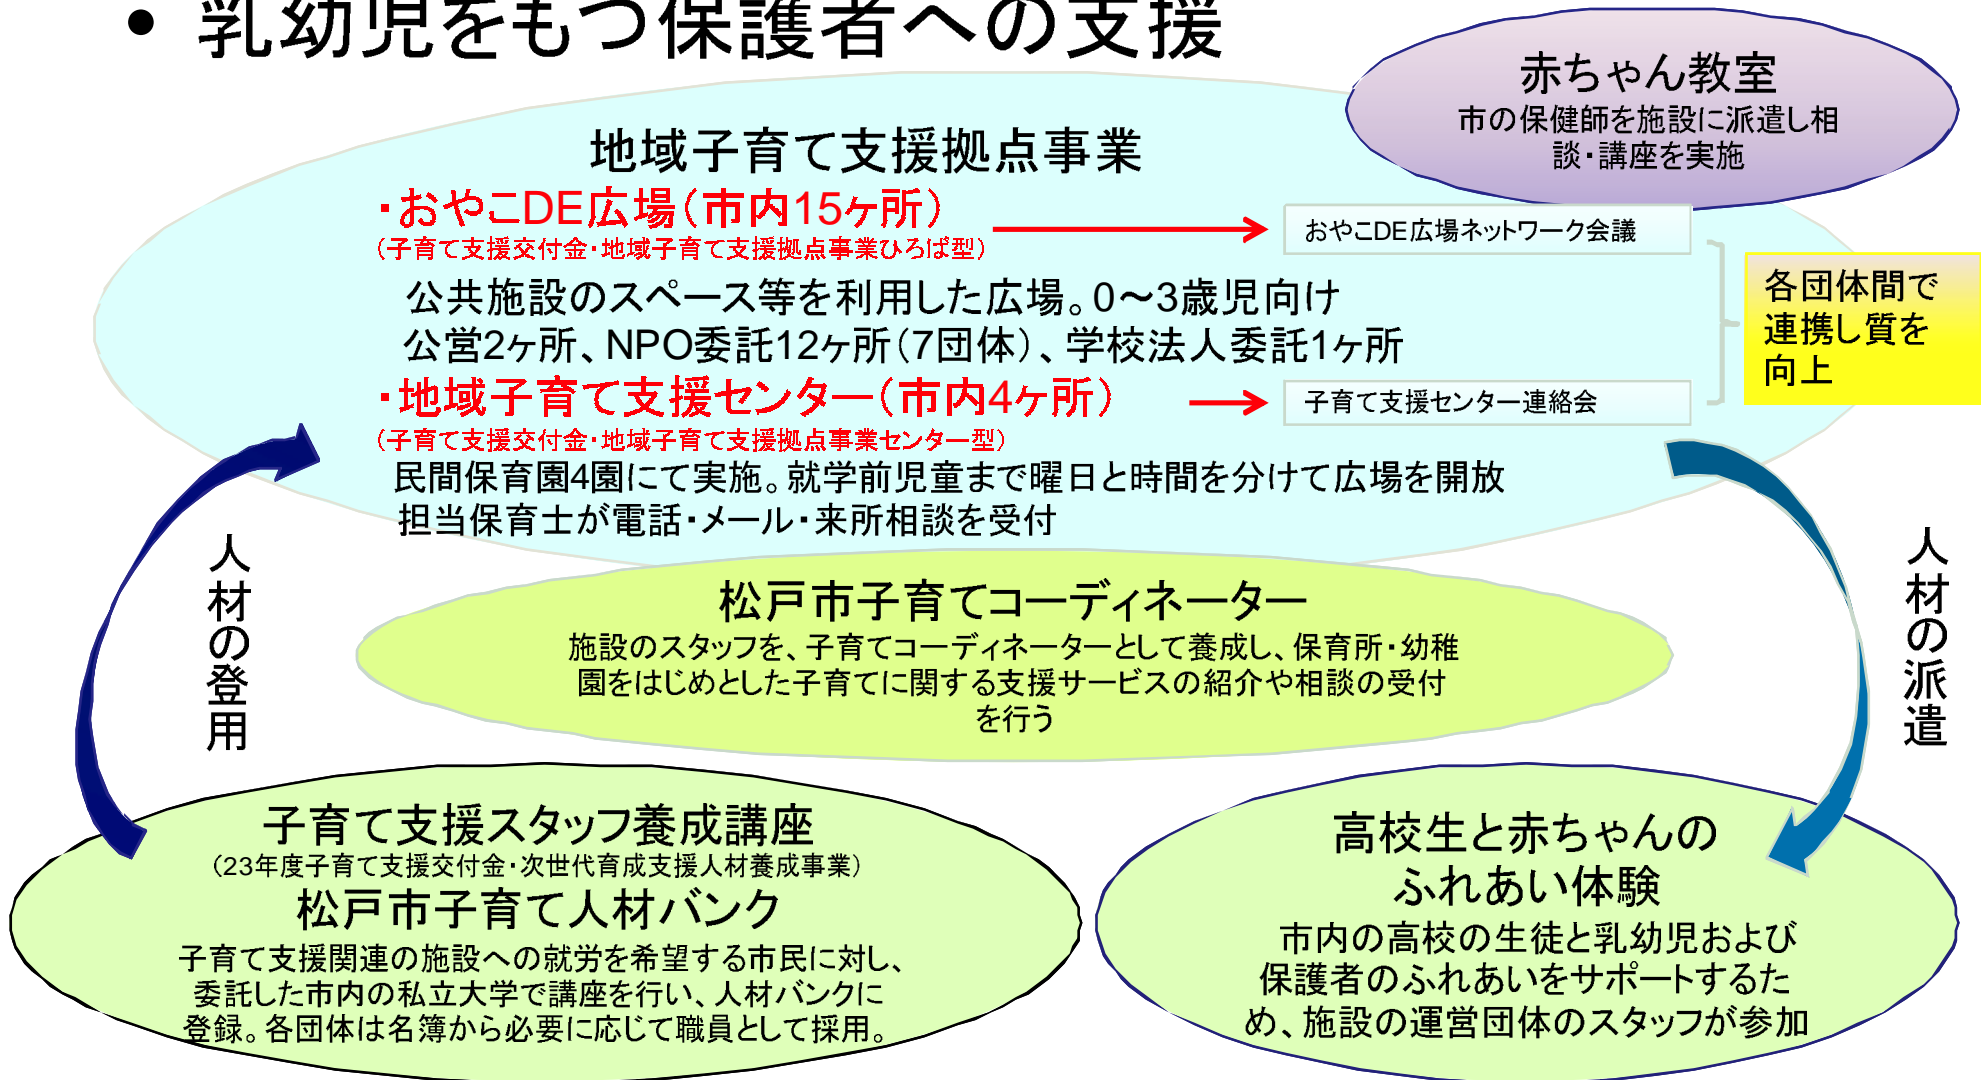 • 乳幼児をもつ保護者への支援
赤ちゃん教室
市の保健師を施設に派遣し相
談・講座を実施
地域子育て支援拠点事業
・おやこDE広場(市内15ヶ所)
(子育て支援交付金・地域子育て支援拠点事業ひろば型)
おやこDE広場ネットワーク会議
公共施設のスペース等を利用した広場。0～3歳児向け
公営2ヶ所、NPO委託12ヶ所(7団体)、学校法人委託1ヶ所
各団体間で
連携し質を
向上
・地域子育て支援センター(市内4ヶ所)
(子育て支援交付金・地域子育て支援拠点事業センター型)
子育て支援センター連絡会
民間保育園4園にて実施。就学前児童まで曜日と時間を分けて広場を開放
担当保育士が電話・メール・来所相談を受付
人材の登用
人材の派遣
松戸市子育てコーディネーター
施設のスタッフを、子育てコーディネーターとして養成し、保育所・幼稚
園をはじめとした子育てに関する支援サービスの紹介や相談の受付
を行う
子育て支援スタッフ養成講座
(23年度子育て支援交付金・次世代育成支援人材養成事業)
松戸市子育て人材バンク
子育て支援関連の施設への就労を希望する市民に対し、
委託した市内の私立大学で講座を行い、人材バンクに
登録。各団体は名簿から必要に応じて職員として採用。
高校生と赤ちゃんの
ふれあい体験
市内の高校の生徒と乳幼児および
保護者のふれあいをサポートするた
め、施設の運営団体のスタッフが参加